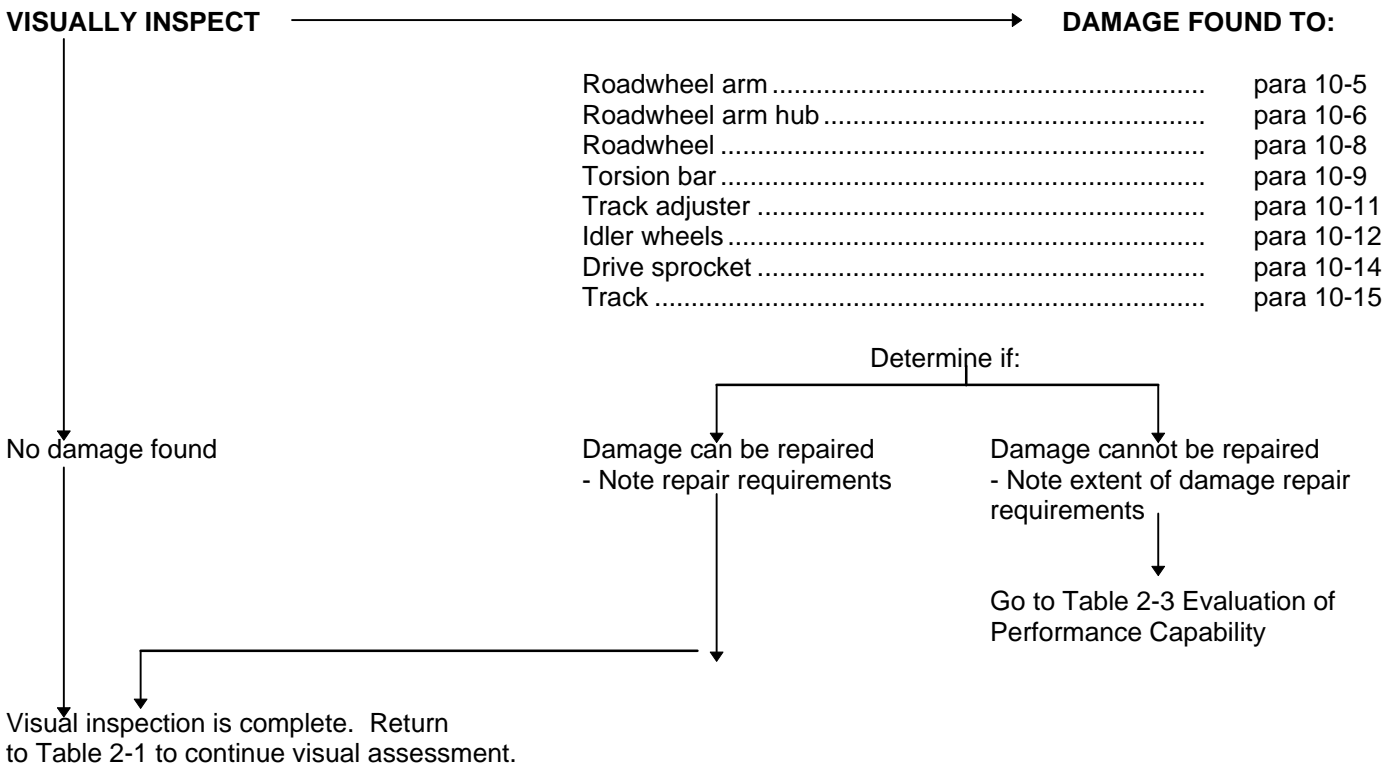 VISUALLY INSPECT
DAMAGE FOUND TO:
Roadwheel arm ........................................................... para 10-5
Roadwheel arm hub .................................................... para 10-6
Roadwheel .................................................................. para 10-8
Torsion bar .................................................................. para 10-9
Track adjuster ............................................................. para 10-11
Idler wheels ................................................................. para 10-12
Drive sprocket ............................................................. para 10-14
Track ........................................................................... para 10-15
Determine if:
No damage found
Damage can be repaired
- Note repair requirements
Damage cannot be repaired
- Note extent of damage repair
requirements
Go to Table 2-3 Evaluation of
Performance Capability
Visual inspection is complete. Return
to Table 2-1 to continue visual assessment.